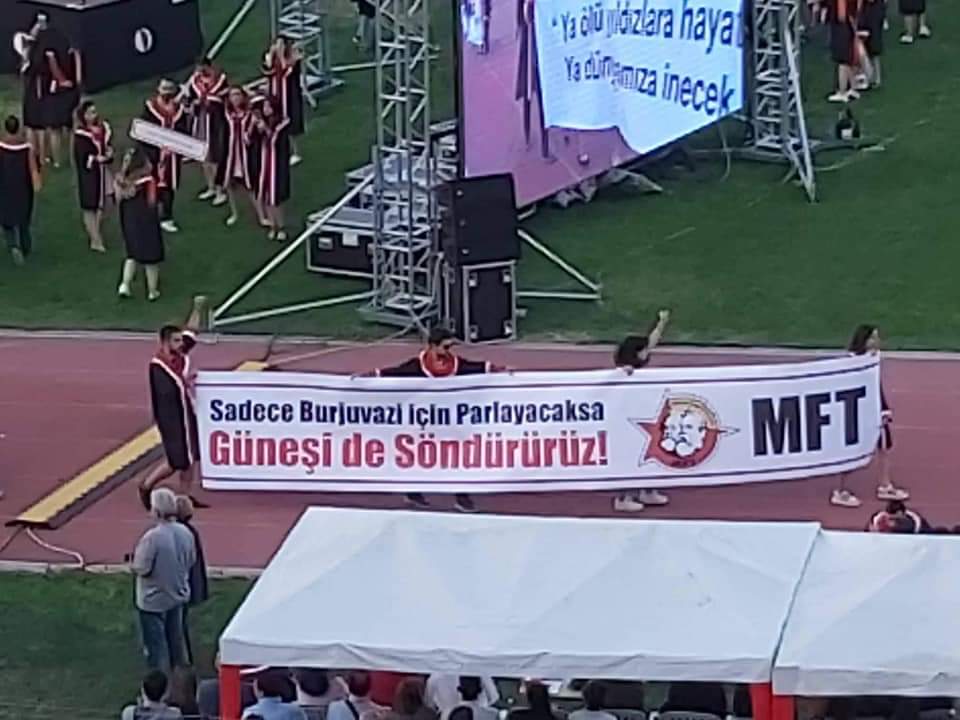 "Ya ölü yıldızlara hayat
Ya dünyamıza inecek
Sadece Burjuvazi için Parlayacaksa
Güneşi de Söndürürüz!
MFT